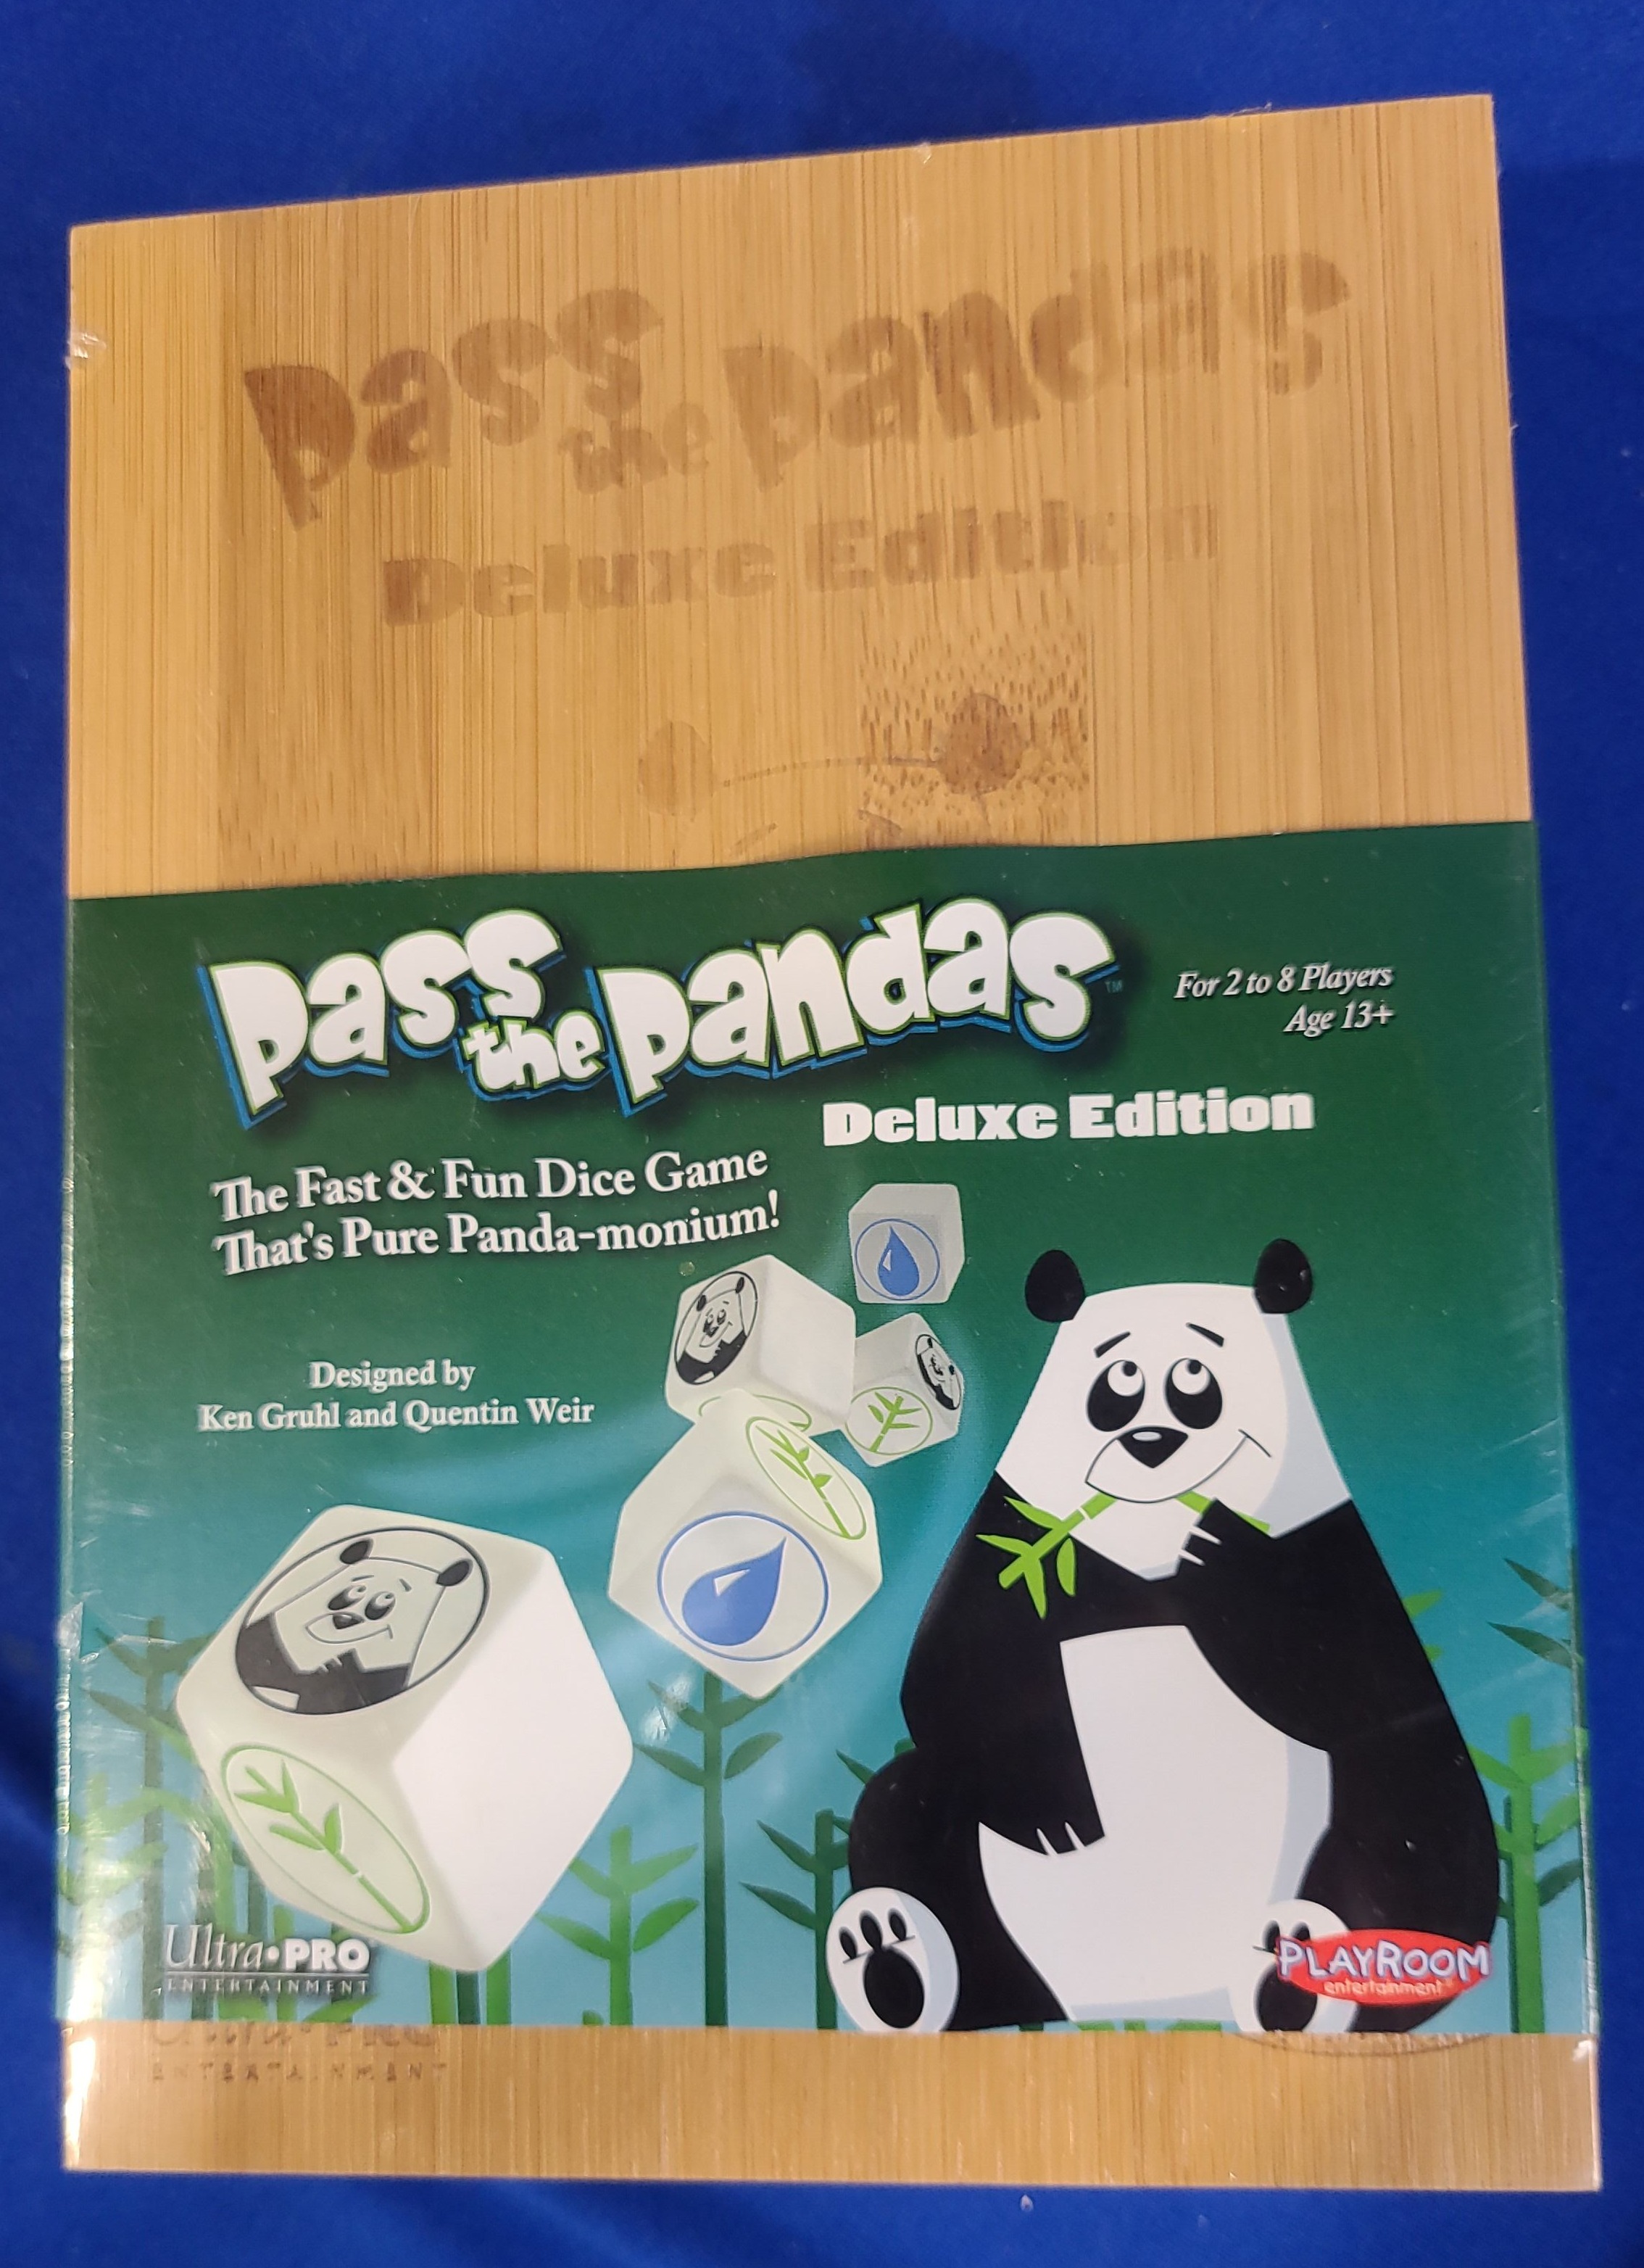 Pass
the Pandas
Deluxe Edition
Pass
the Pandas™
For 2 to 8 Players
Age 13+
Deluxe Edition
The Fast & Fun Dice Game
That's Pure Panda-monium!
Designed by
Ken Gruhl and Quentin Weir
Ultra•PRO
ENTERTAINMENT
PLAYROOM
entertainment®
Ultra•PRO
ENTERTAINMENT